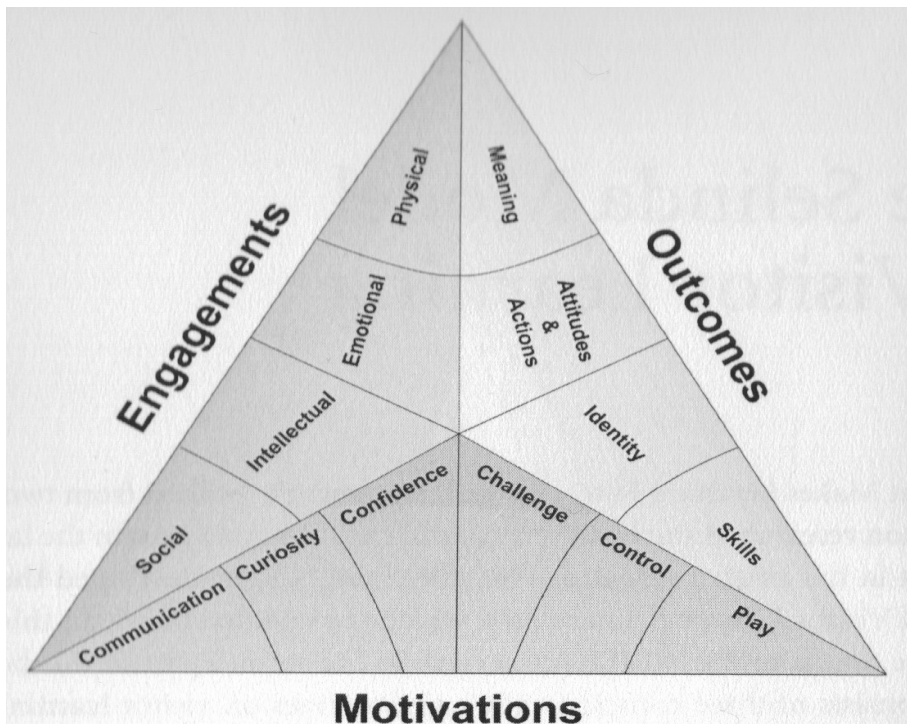 Engagements
Outcomes
Motivations
Physical
Emotional
Intellectual
Social
Meaning
Attitudes
&
Actions
Identity
Skills
Communication
Curiosity
Confidence
Challenge
Control
Play